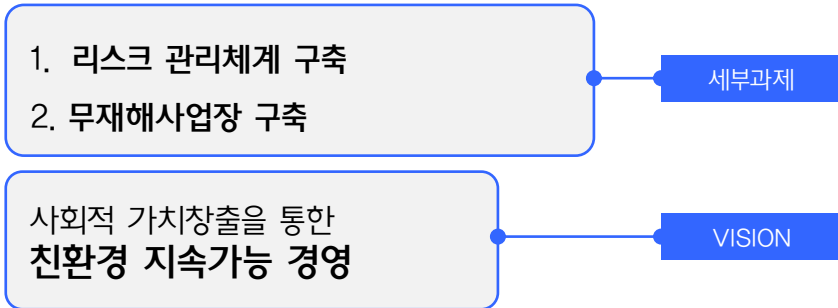 1. 리스크 관리체계 구축
2. 무재해사업장 구축
세부과제
사회적 가치창출을 통한
친환경 지속가능 경영
VISION